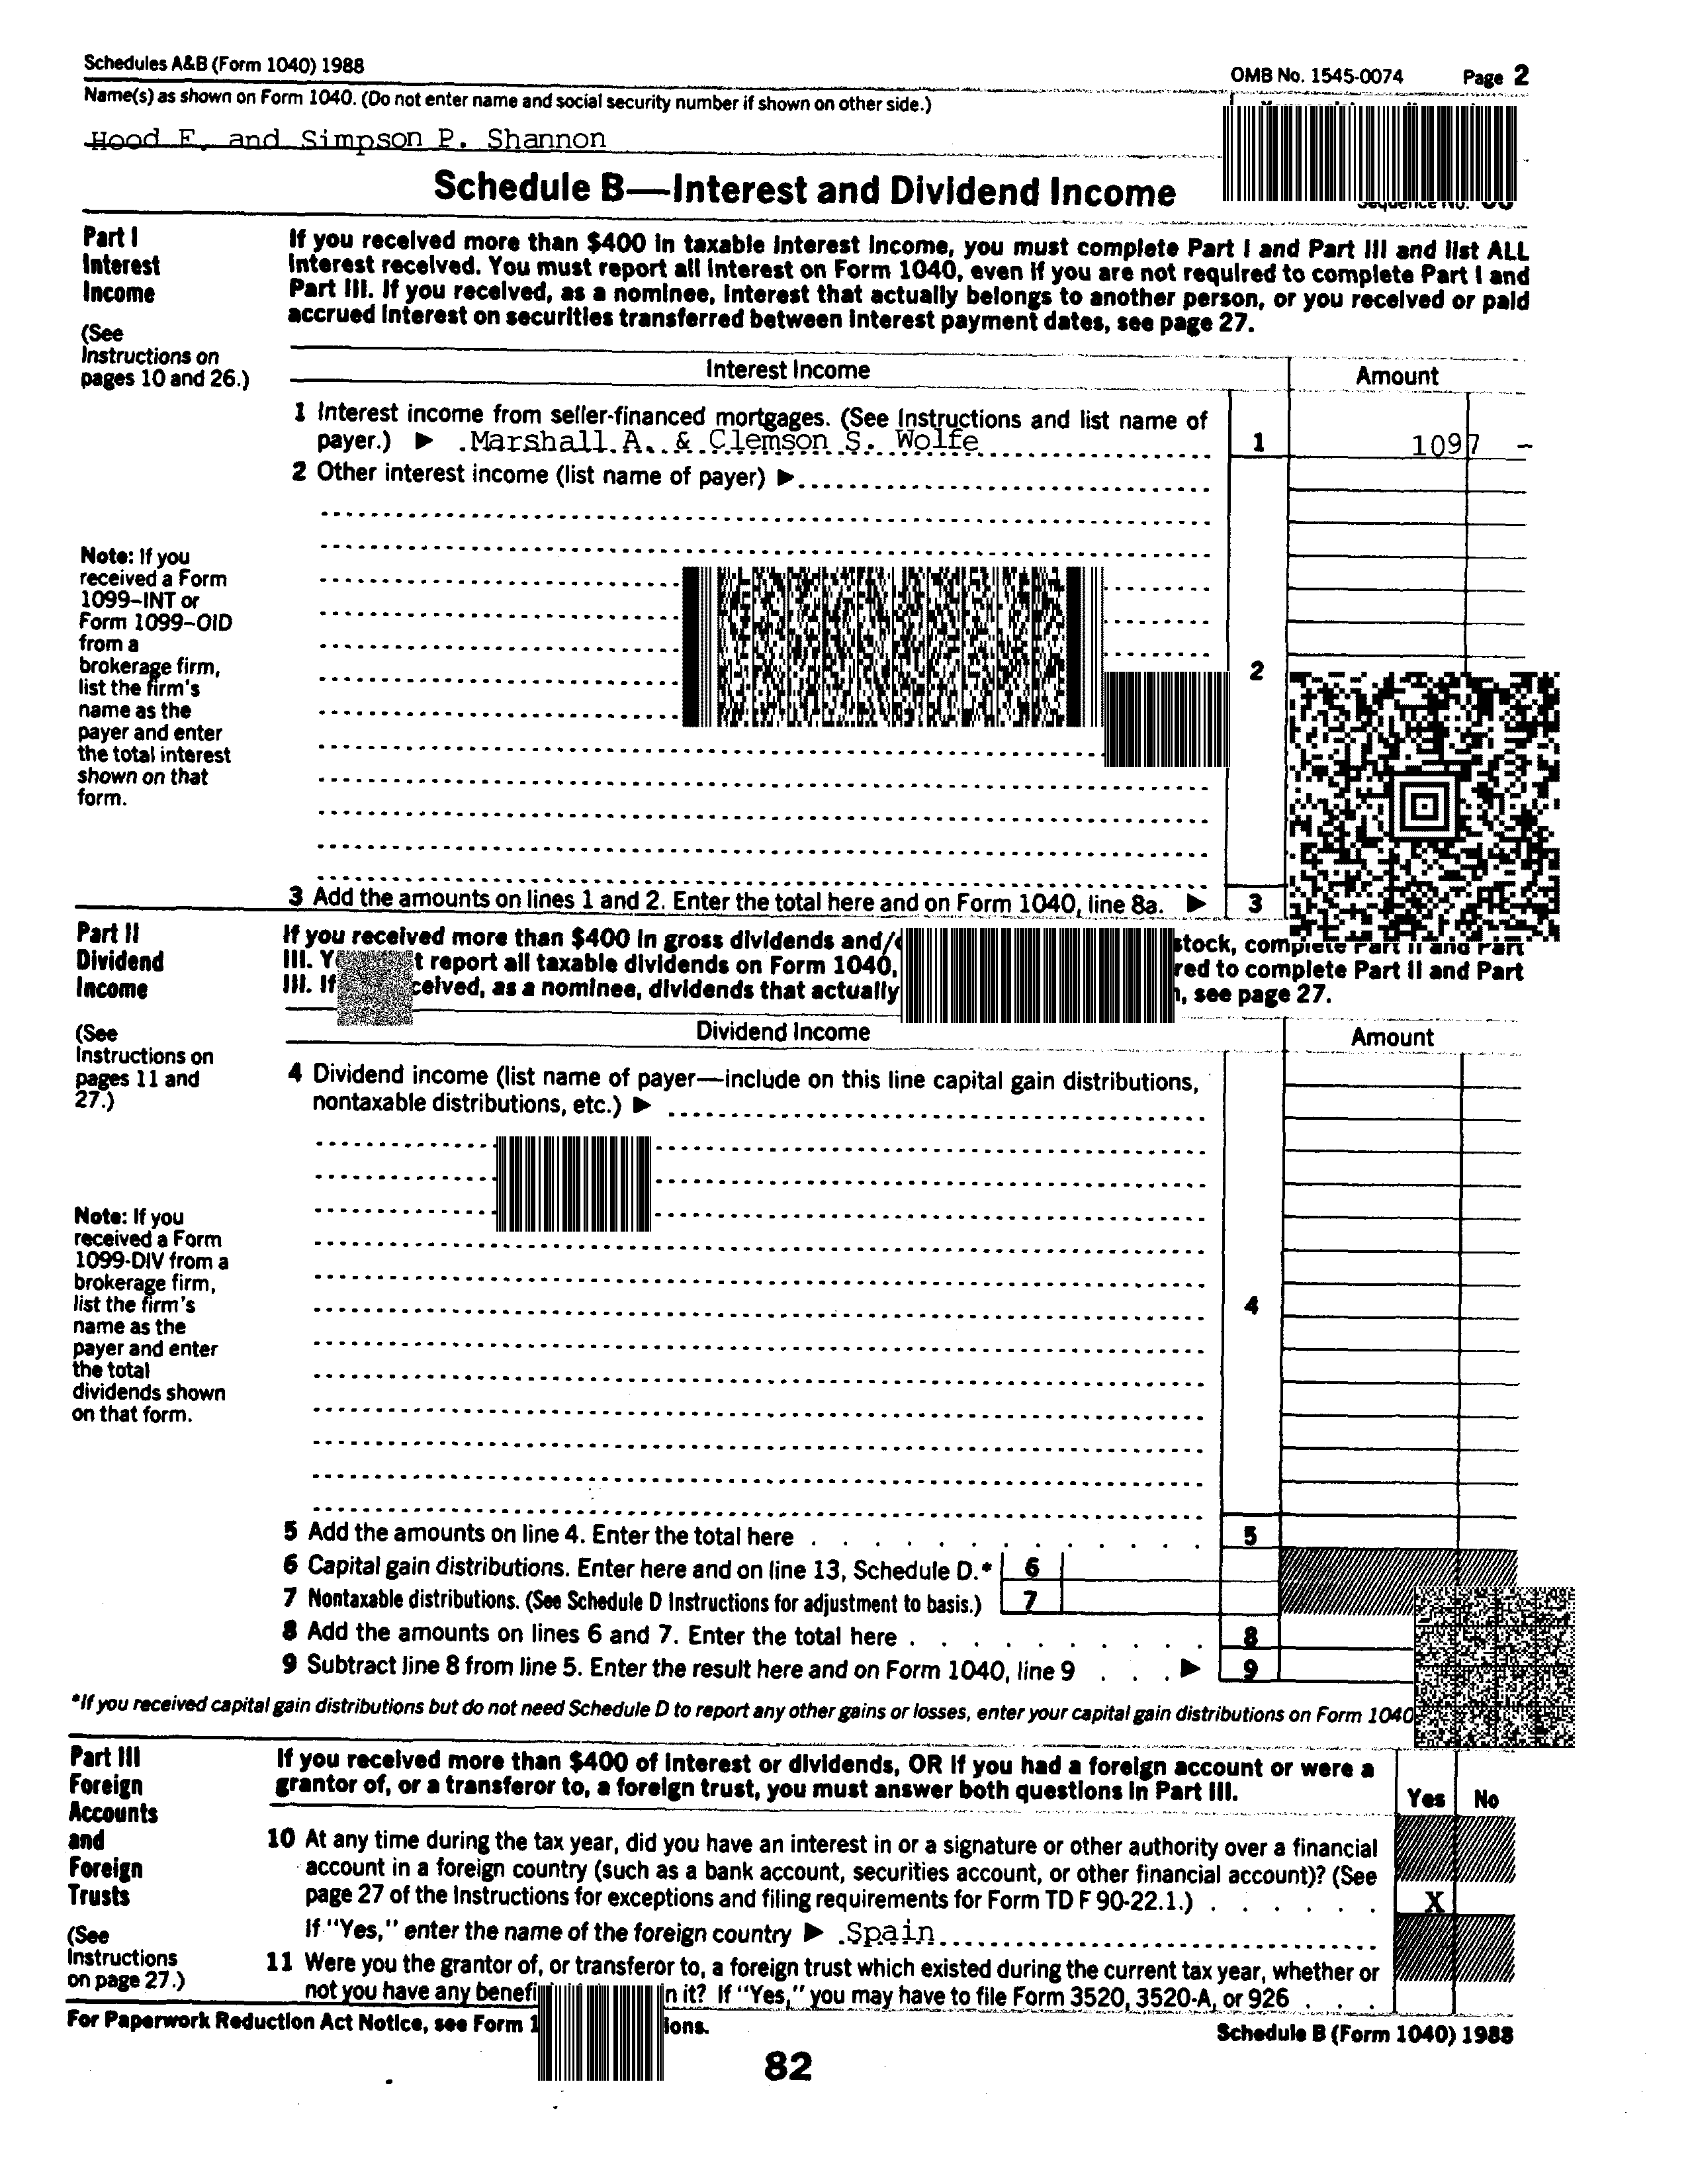 Schedules A&B (Form 1040) 1988
OMB No. 1545-0074 Page 2
Name(s) as shown on Form 1040. (Do not enter name and social security number if shown on other side.)
Hood F. and Simpson P. Shannon
Schedule B—Interest and Dividend Income
Part I
Interest
Income
(See
Instructions on
pages 10 and 26.)
If you received more than $400 in taxable interest income, you must complete Part I and Part III and list ALL
interest received. You must report all interest on Form 1040, even if you are not required to complete Part I and
Part III. If you received, as a nominee, interest that actually belongs to another person, or you received or paid
accrued interest on securities transferred between interest payment dates, see page 27.
Interest Income Amount
1 Interest income from seller-financed mortgages. (See Instructions and list name of
payer.) ▶ Marshall A. & Clemson S. Wolfe 1 1097 –
2 Other interest income (list name of payer) ▶
Note: If you
received a Form
1099–INT or
Form 1099–OID
from a
brokerage firm,
list the firm's
name as the
payer and enter
the total interest
shown on that
form.
2
3 Add the amounts on lines 1 and 2. Enter the total here and on Form 1040, line 8a. ▶ 3
Part II
Dividend
Income
(See
Instructions on
pages 11 and
27.)
If you received more than $400 in gross dividends and/ stock, complete Part II and Part
III. t report all taxable dividends on Form 1040, to complete Part II and Part
III. If as a nominee, dividends that actually see page 27.
Dividend Income Amount
4 Dividend income (list name of payer—include on this line capital gain distributions,
nontaxable distributions, etc.) ▶
Note: If you
received a Form
1099-DIV from a
brokerage firm,
list the firm's
name as the
payer and enter
the total
dividends shown
on that form.
4
5 Add the amounts on line 4. Enter the total here 5
6 Capital gain distributions. Enter here and on line 13, Schedule D.* 6
7 Nontaxable distributions. (See Schedule D Instructions for adjustment to basis.) 7
8 Add the amounts on lines 6 and 7. Enter the total here 8
9 Subtract line 8 from line 5. Enter the result here and on Form 1040, line 9 ▶ 9
*If you received capital gain distributions but do not need Schedule D to report any other gains or losses, enter your capital gain distributions on Form 1040
Part III
Foreign
Accounts
and
Foreign
Trusts
(See
Instructions
on page 27.)
If you received more than $400 of interest or dividends, OR if you had a foreign account or were a
grantor of, or a transferor to, a foreign trust, you must answer both questions in Part III.
Yes No
10 At any time during the tax year, did you have an interest in or a signature or other authority over a financial
account in a foreign country (such as a bank account, securities account, or other financial account)? (See
page 27 of the Instructions for exceptions and filing requirements for Form TD F 90-22.1.) X
If "Yes," enter the name of the foreign country ▶ Spain
11 Were you the grantor of, or transferor to, a foreign trust which existed during the current tax year, whether or
not you have any in it? If "Yes," you may have to file Form 3520, 3520-A, or 926
For Paperwork Reduction Act Notice, see Form
Schedule B (Form 1040) 1988
82